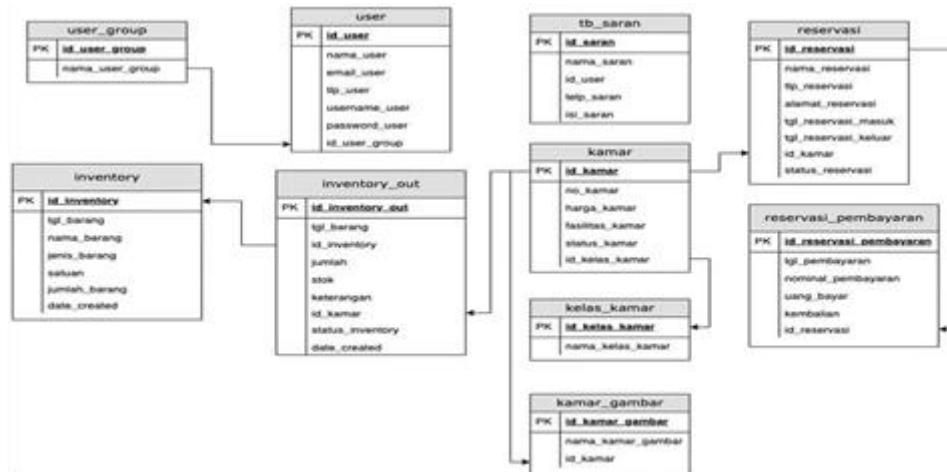 user_group
PK id_user_group
nama_user_group
user
PK id_user
nama_user
email_user
tlp_user
username_user
password_user
id_user_group
tb_saran
PK id_saran
nama_saran
id_user
telp_saran
isi_saran
reservasi
PK id_reservasi
nama_reservasi
tlp_reservasi
alamat_reservasi
tgl_reservasi_masuk
tgl_reservasi_keluar
id_kamar
status_reservasi
inventory
PK id_inventory
tgl_barang
nama_barang
jenis_barang
satuan
jumlah_barang
date_created
inventory_out
PK id_inventory_out
tgl_barang
id_inventory
jumlah
stok
keterangan
id_kamar
status_inventory
date_created
kamar
PK id_kamar
no_kamar
harga_kamar
fasilitas_kamar
status_kamar
id_kelas_kamar
reservasi_pembayaran
PK id_reservasi_pembayaran
tgl_pembayaran
nominal_pembayaran
uang_bayar
kembalian
id_reservasi
kelas_kamar
PK id_kelas_kamar
nama_kelas_kamar
kamar_gambar
PK id_kamar_gambar
nama_kamar_gambar
id_kamar